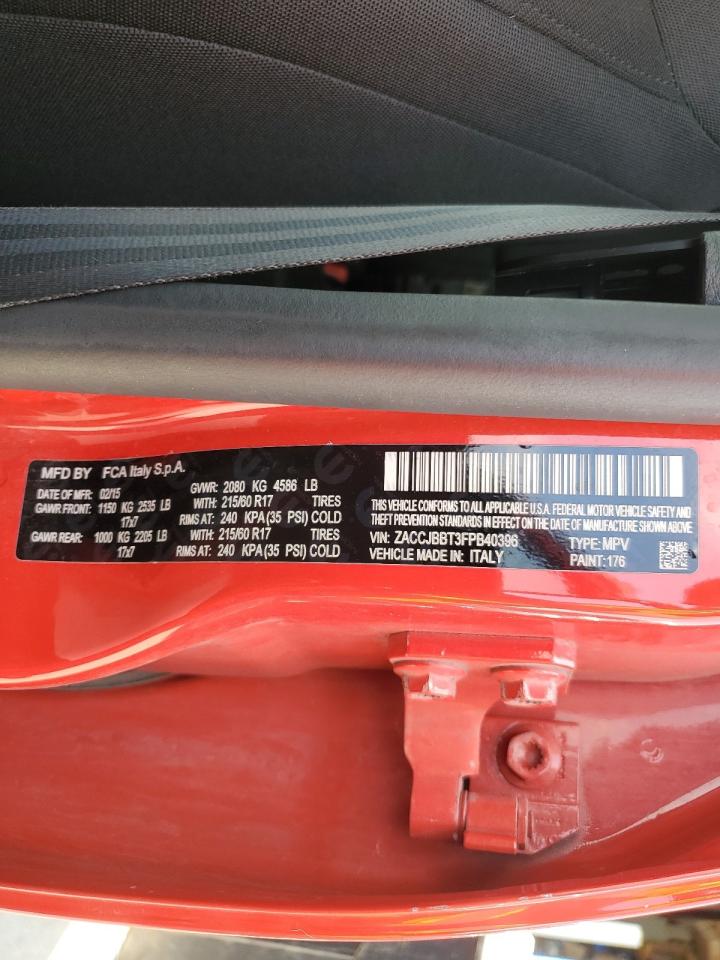 MFD BY FCA Italy S.p.A.
DATE OF MFR: 02/15 GVWR: 2080 KG 4586 LB
GAWR FRONT: 1150 KG 2535 LB WITH: 215/60 R17 TIRES
17x7 RIMS AT: 240 KPA (35 PSI) COLD
GAWR REAR: 1000 KG 2205 LB WITH: 215/60 R17 TIRES
17x7 RIMS AT: 240 KPA (35 PSI) COLD
THIS VEHICLE CONFORMS TO ALL APPLICABLE U.S.A. FEDERAL MOTOR VEHICLE SAFETY AND
THEFT PREVENTION STANDARDS IN EFFECT ON THE DATE OF MANUFACTURE SHOWN ABOVE.
VIN: ZACCJBBT3FPB40396 TYPE: MPV
VEHICLE MADE IN: ITALY PAINT: 176